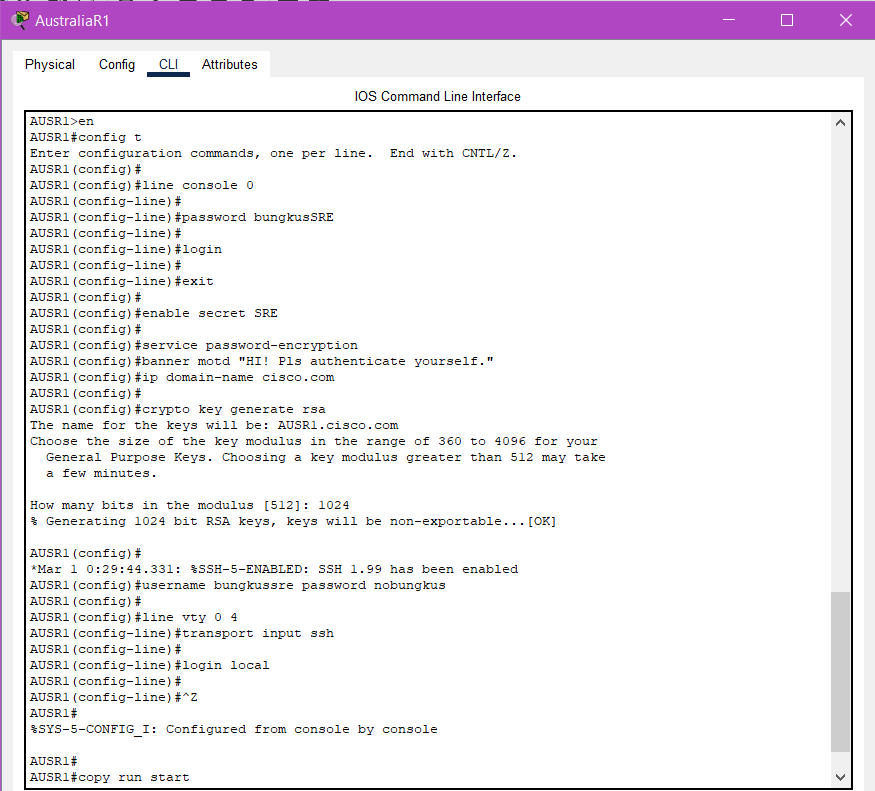 AustraliaR1
Physical Config CLI Attributes
IOS Command Line Interface
AUSR1>en
AUSR1#config t
Enter configuration commands, one per line.  End with CNTL/Z.
AUSR1(config)#
AUSR1(config)#line console 0
AUSR1(config-line)#
AUSR1(config-line)#password bungkusSRE
AUSR1(config-line)#
AUSR1(config-line)#login
AUSR1(config-line)#
AUSR1(config-line)#exit
AUSR1(config)#
AUSR1(config)#enable secret SRE
AUSR1(config)#
AUSR1(config)#service password-encryption
AUSR1(config)#banner motd "HI! Pls authenticate yourself."
AUSR1(config)#ip domain-name cisco.com
AUSR1(config)#
AUSR1(config)#crypto key generate rsa
The name for the keys will be: AUSR1.cisco.com
Choose the size of the key modulus in the range of 360 to 4096 for your
  General Purpose Keys. Choosing a key modulus greater than 512 may take
  a few minutes.

How many bits in the modulus [512]: 1024
% Generating 1024 bit RSA keys, keys will be non-exportable...[OK]

AUSR1(config)#
*Mar 1 0:29:44.331: %SSH-5-ENABLED: SSH 1.99 has been enabled
AUSR1(config)#username bungkussre password nobungkus
AUSR1(config)#
AUSR1(config)#line vty 0 4
AUSR1(config-line)#transport input ssh
AUSR1(config-line)#
AUSR1(config-line)#login local
AUSR1(config-line)#
AUSR1(config-line)#^Z
AUSR1#
%SYS-5-CONFIG_I: Configured from console by console

AUSR1#
AUSR1#copy run start